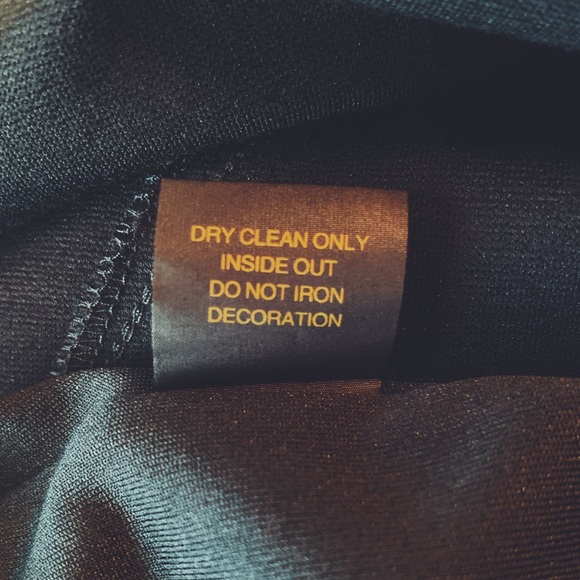 DRY CLEAN ONLY
INSIDE OUT
DO NOT IRON
DECORATION